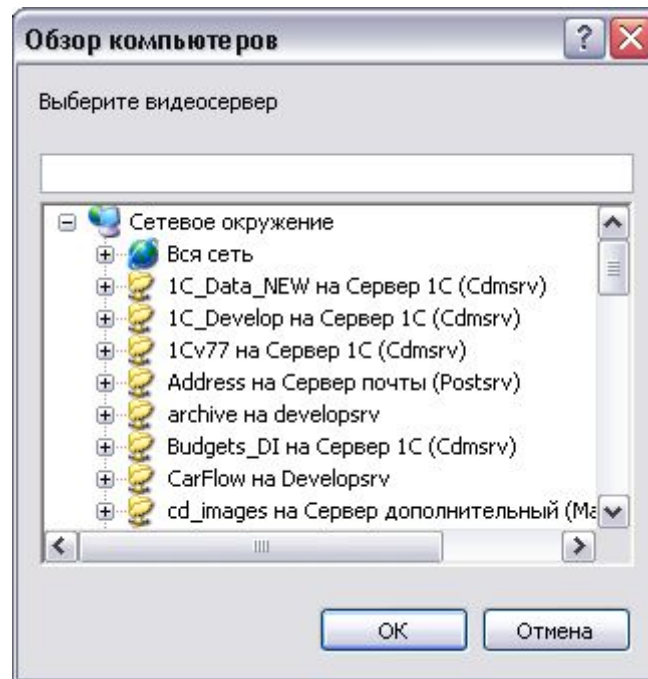 Обзор компьютеров
Выберите видеосервер
Сетевое окружение
Вся сеть
1C_Data_NEW на Сервер 1С (Cdmsrv)
1C_Develop на Сервер 1С (Cdmsrv)
1Cv77 на Сервер 1С (Cdmsrv)
Address на Сервер почты (Postsrv)
archive на developsrv
Budgets_DI на Сервер 1С (Cdmsrv)
CarFlow на Developsrv
cd_images на Сервер дополнительный (Ma
ОК
Отмена